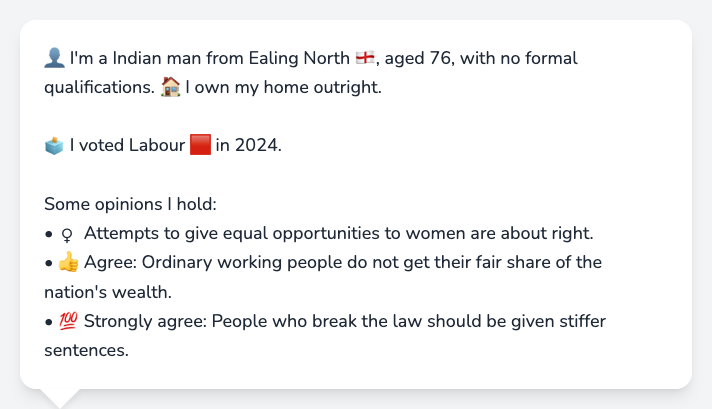 👤 I'm a Indian man from Ealing North 🏴󠁧󠁢󠁥󠁮󠁧󠁿, aged 76, with no formal
qualifications. 🏠 I own my home outright.
🗳️ I voted Labour 🟥 in 2024.
Some opinions I hold:
• ♀ Attempts to give equal opportunities to women are about right.
• 👍 Agree: Ordinary working people do not get their fair share of the
nation's wealth.
• 💯 Strongly agree: People who break the law should be given stiffer
sentences.